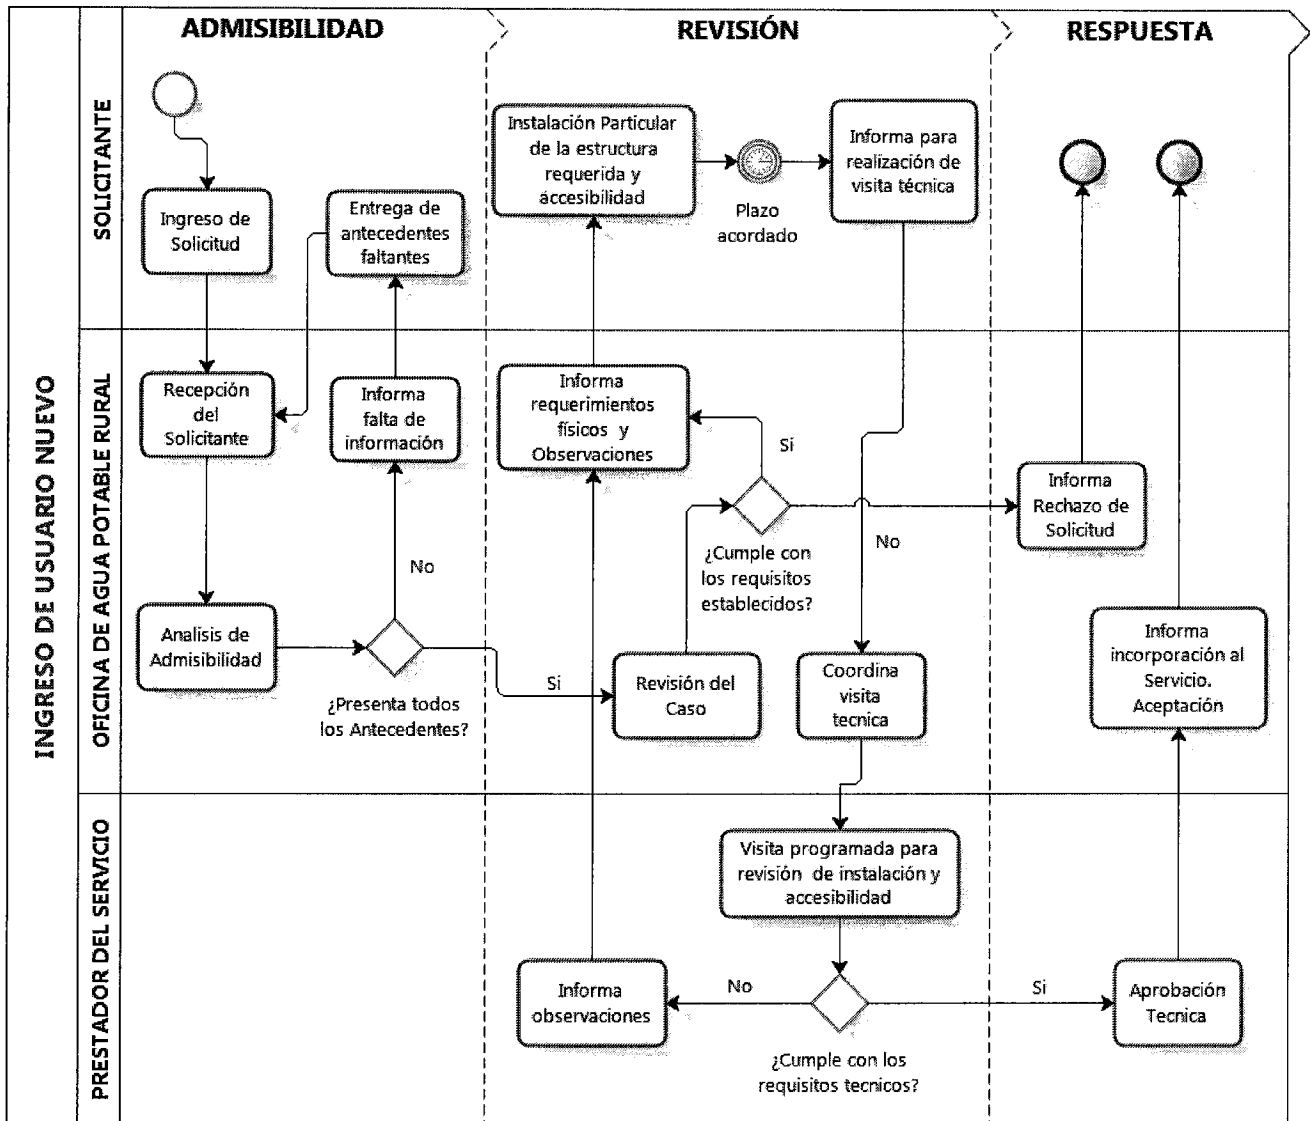 ADMISIBILIDAD
REVISIÓN
RESPUESTA
INGRESO DE USUARIO NUEVO
SOLICITANTE
Ingreso de
Solicitud
Entrega de
antecedentes
faltantes
Instalación Particular
de la estructura
requerida y
accesibilidad
Plazo
acordado
Informa para
realización de
visita técnica
OFICINA DE AGUA POTABLE RURAL
Recepción
del
Solicitante
Informa
falta de
información
No
Analisis de
Admisibilidad
¿Presenta todos
los Antecedentes?
Si
Informa
requerimientos
físicos y
Observaciones
Si
¿Cumple con
los requisitos
establecidos?
No
Revisión del
Caso
Coordina
visita
tecnica
Informa
Rechazo de
Solicitud
Informa
incorporación al
Servicio.
Aceptación
PRESTADOR DEL SERVICIO
Visita programada para
revisión de instalación y
accesibilidad
Informa
observaciones
No
¿Cumple con los
requisitos tecnicos?
Si
Aprobación
Tecnica